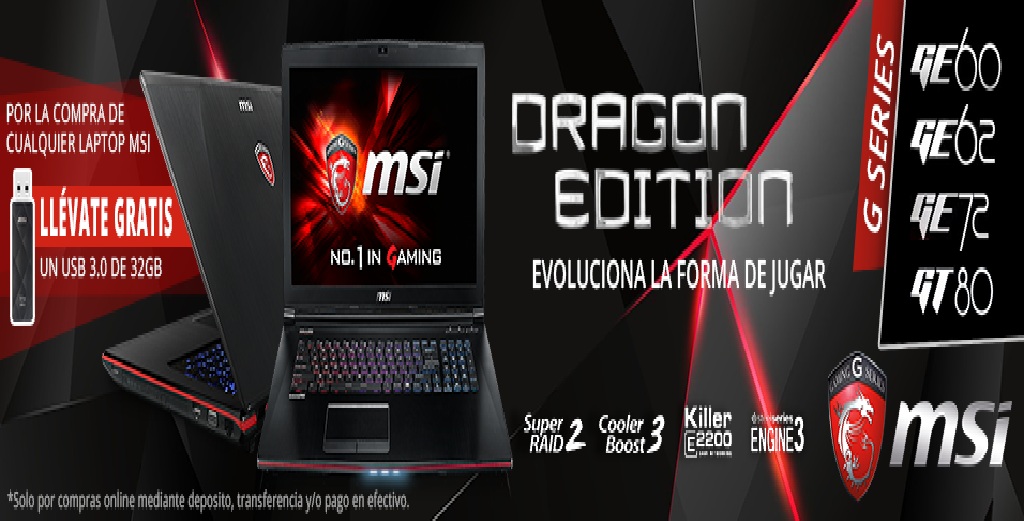 POR LA COMPRA DE
CUALQUIER LAPTOP MSI
LLÉVATE GRATIS
UN USB 3.0 DE 32GB
msi
msi
NO.1 IN GAMING
msi
DRAGON
EDITION
EVOLUCIONA LA FORMA DE JUGAR
G SERIES
GE60
GE62
GE72
GT80
Super
RAID 2
Cooler
Boost 3
Killer
E2200
steelseries
ENGINE3
GAMING G SERIES
msi
*Solo por compras online mediante deposito, transferencia y/o pago en efectivo.